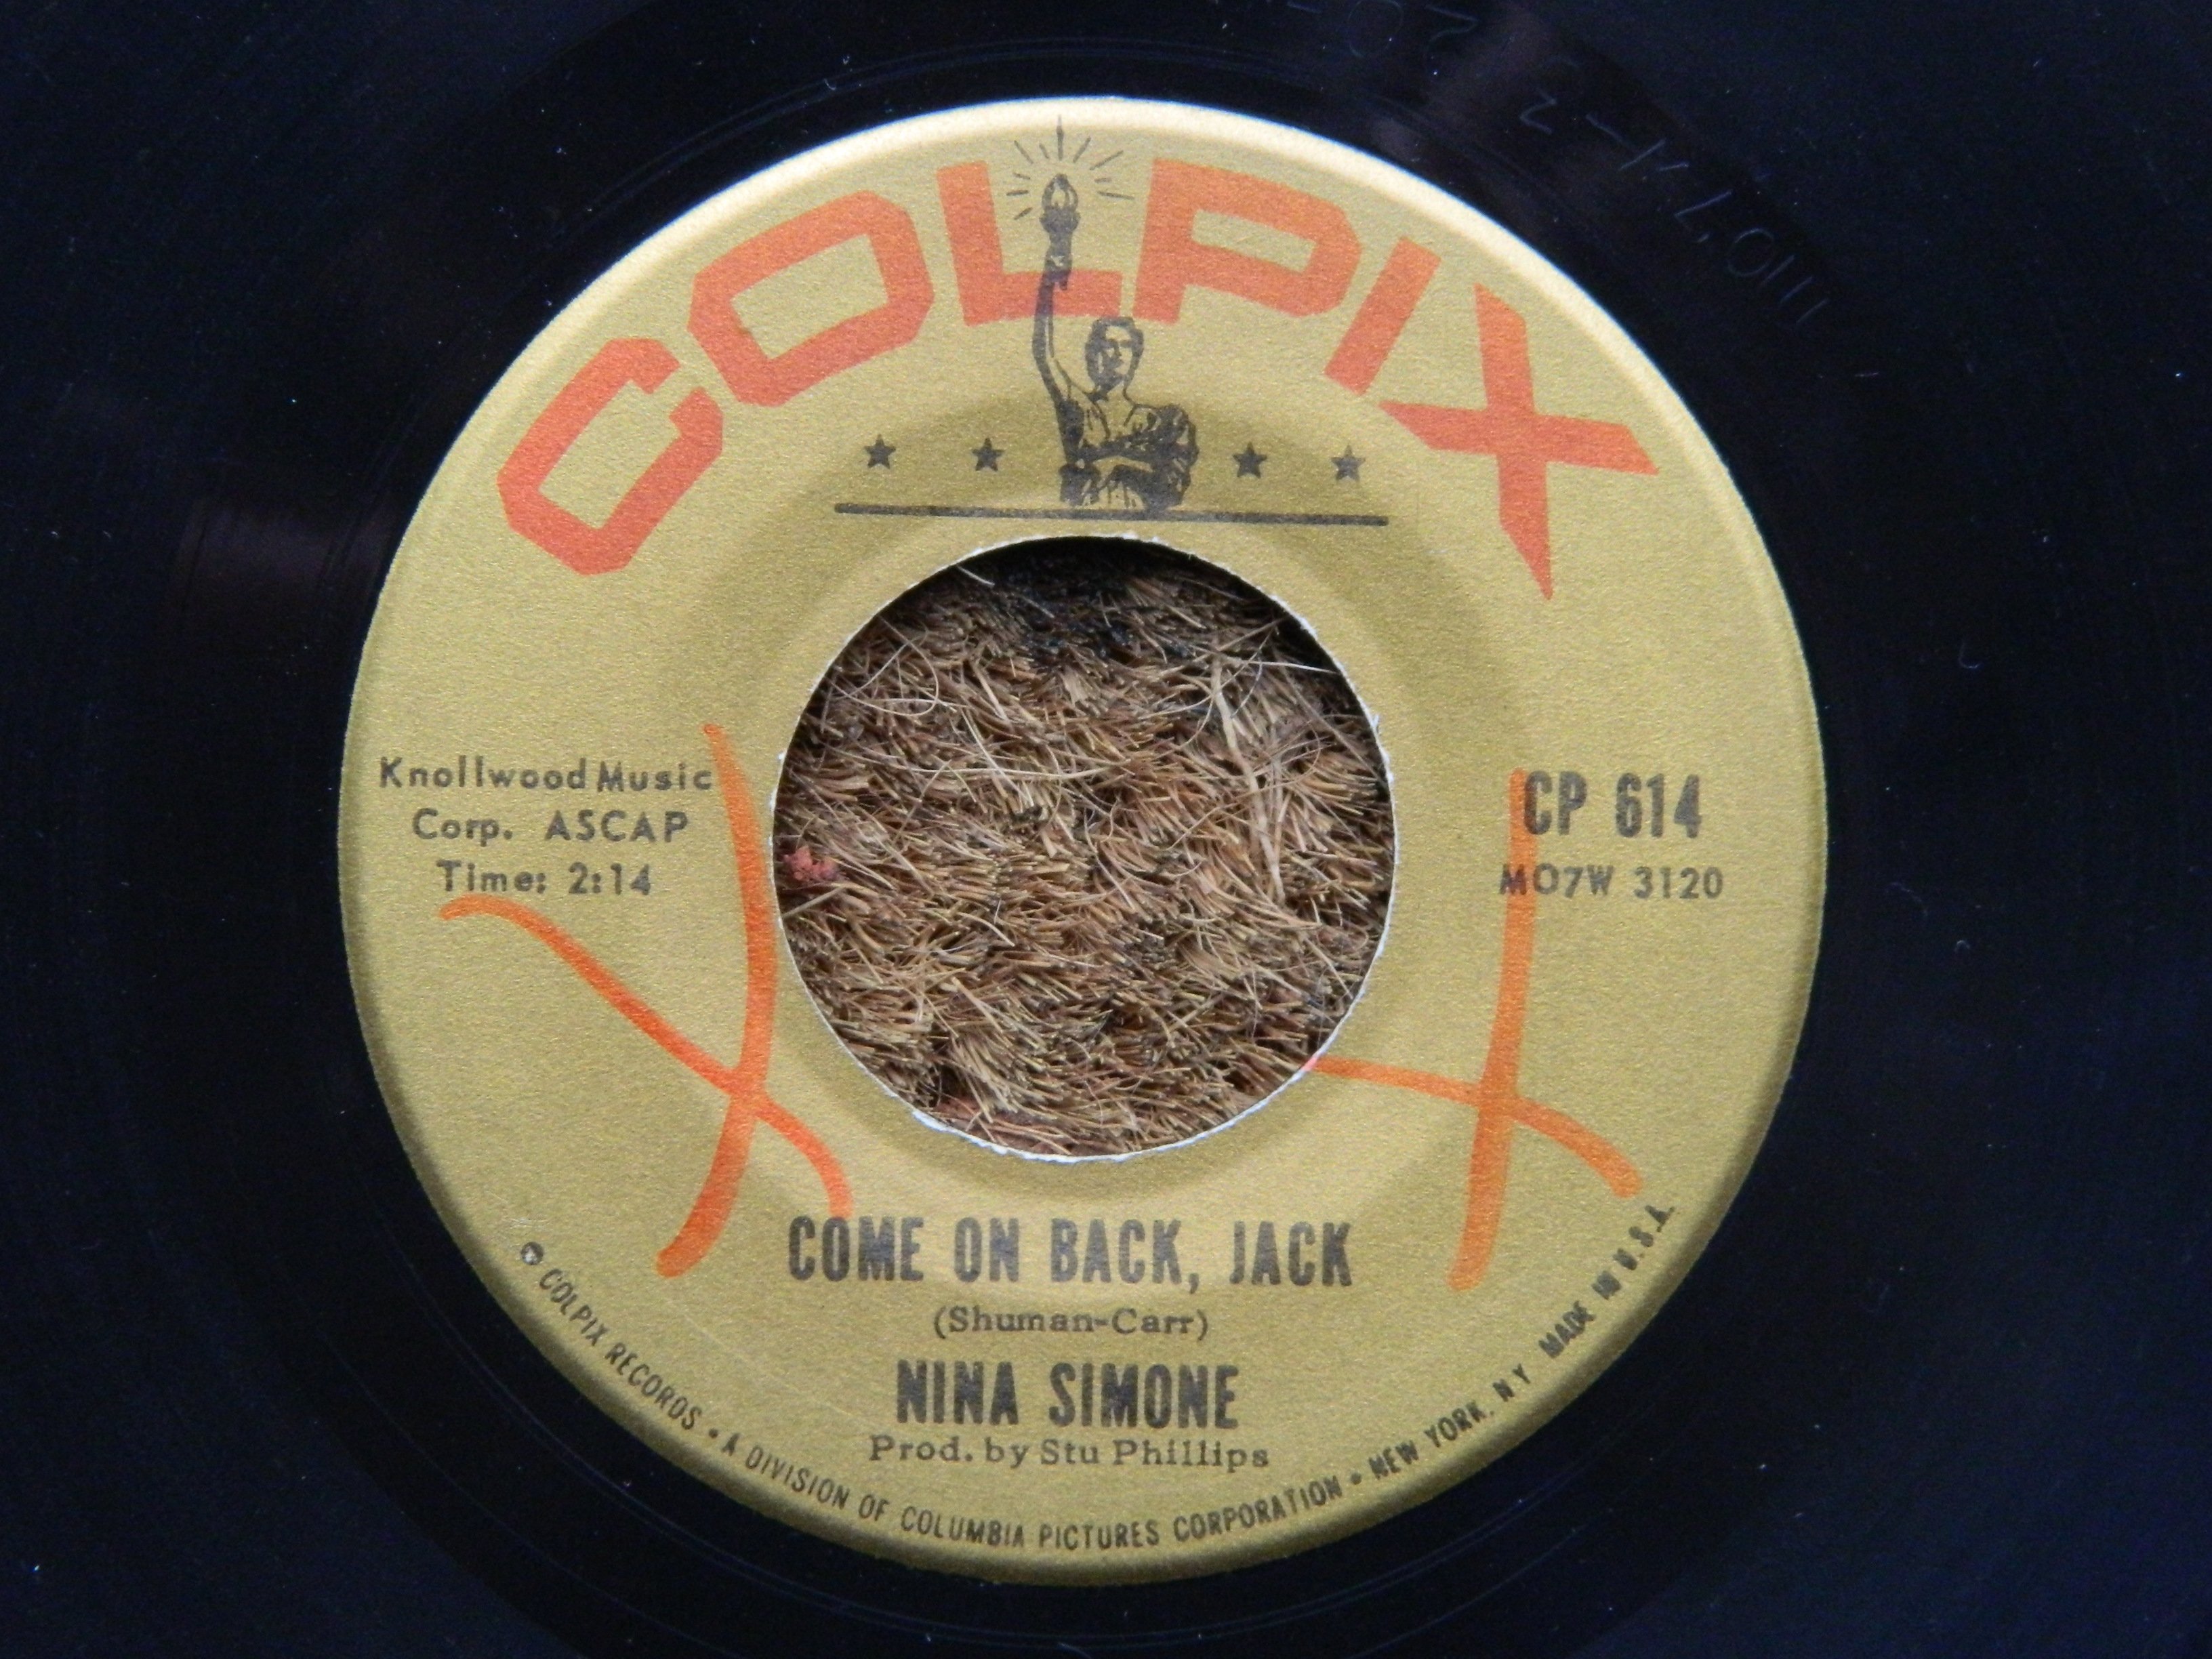 COLPIX
Knollwood Music
Corp. ASCAP
Time: 2:14
CP 614
MO7W 3120
COME ON BACK, JACK
(Shuman-Carr)
NINA SIMONE
Prod. by Stu Phillips
COLPIX RECORDS • A DIVISION OF COLUMBIA PICTURES CORPORATION • NEW YORK, N Y MADE IN U.S.A.